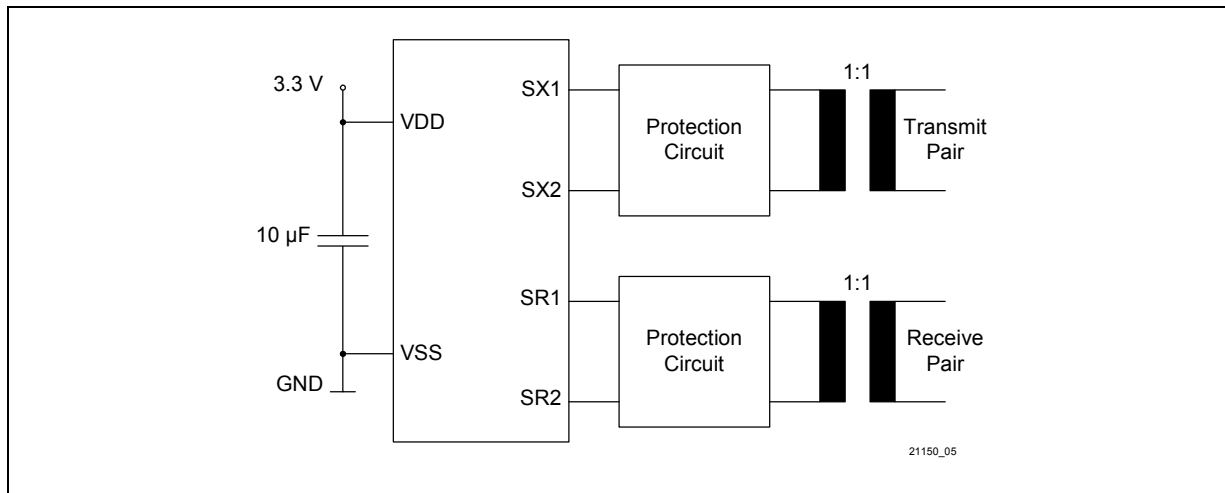 1:1
SX1
3.3 V
VDD
Protection
Circuit
Transmit
Pair
SX2
10 µF
1:1
SR1
Protection
Circuit
Receive
Pair
VSS
GND
SR2
21150_05